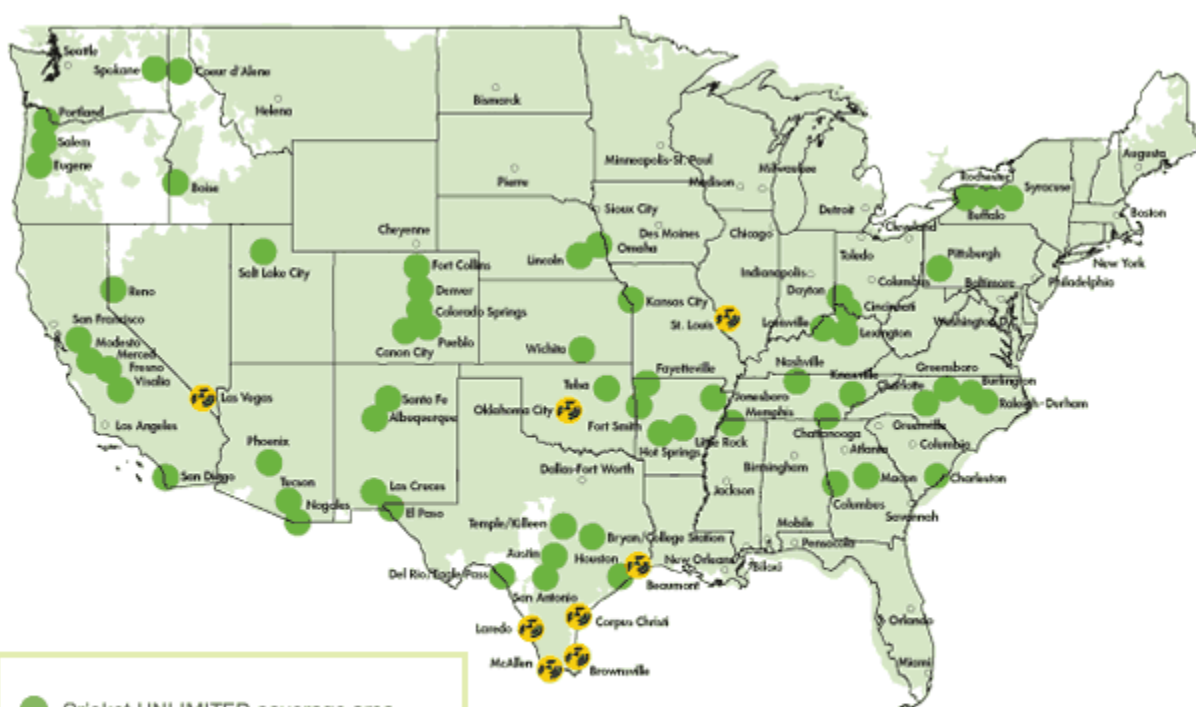 Seattle
Spokane
Coeur d'Alene
Portland
Salem
Eugene
Boise
Helena
Bismarck
Pierre
Minneapolis-St. Paul
Madison
Milwaukee
Detroit
Rochester
Syracuse
Buffalo
Augusta
Boston
Cheyenne
Sioux City
Des Moines
Chicago
Cleveland
Toledo
Pittsburgh
New York
Salt Lake City
Fort Collins
Denver
Colorado Springs
Pueblo
Canon City
Lincoln
Omaha
Kansas City
St. Louis
Indianapolis
Dayton
Columbus
Cincinnati
Baltimore
Philadelphia
Washington D.C.
Louisville
Lexington
Reno
San Francisco
Modesto
Merced
Fresno
Visalia
Las Vegas
Los Angeles
San Diego
Phoenix
Tucson
Nogales
Santa Fe
Albuquerque
Las Cruces
El Paso
Wichita
Tulsa
Oklahoma City
Fayetteville
Fort Smith
Hot Springs
Little Rock
Jonesboro
Memphis
Nashville
Knoxville
Chattanooga
Charlotte
Greensboro
Burlington
Raleigh-Durham
Greenville
Columbia
Atlanta
Macon
Charleston
Columbus
Savannah
Birmingham
Jackson
Mobile
Pensacola
Biloxi
New Orleans
Dallas-Fort Worth
Temple/Killeen
Bryan/College Station
Austin
Houston
Beaumont
Del Rio/Eagle Pass
San Antonio
Laredo
Corpus Christi
McAllen
Brownsville
Orlando
Miami
Cricket UNLIMITED coverage area